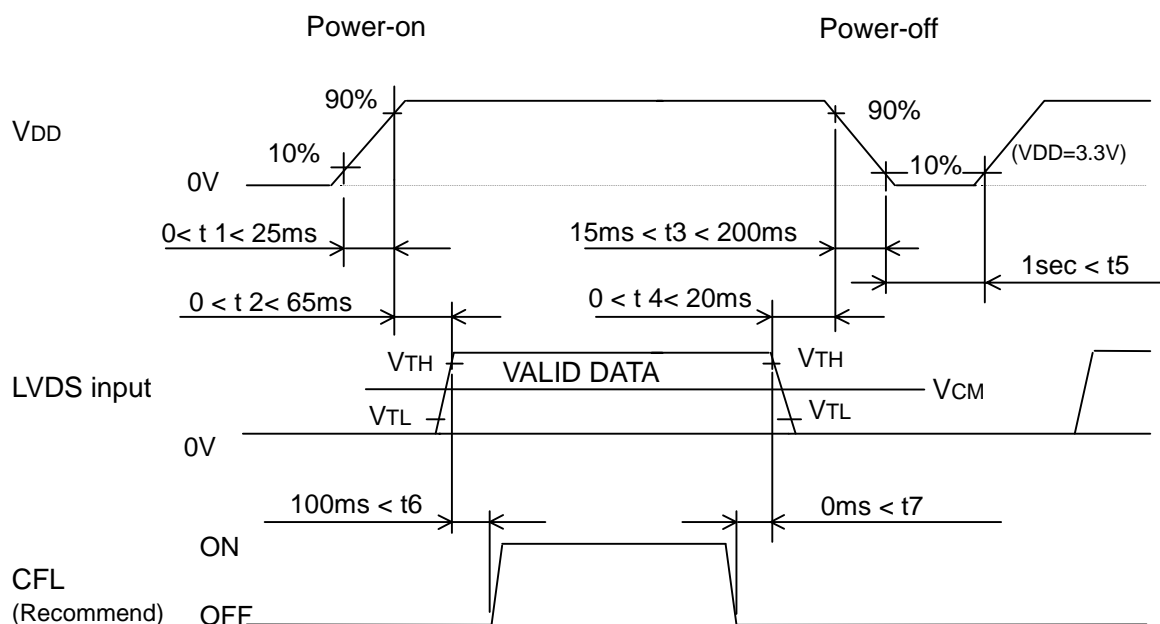 Power-on
Power-off
VDD
90%
10%
0V
90%
10%
(VDD=3.3V)
0< t 1< 25ms
15ms < t3 < 200ms
1sec < t5
0 < t 2< 65ms
0 < t 4< 20ms
LVDS input
VTH
VALID DATA
VTH
VCM
VTL
VTL
0V
100ms < t6
0ms < t7
CFL
(Recommend)
ON
OFF